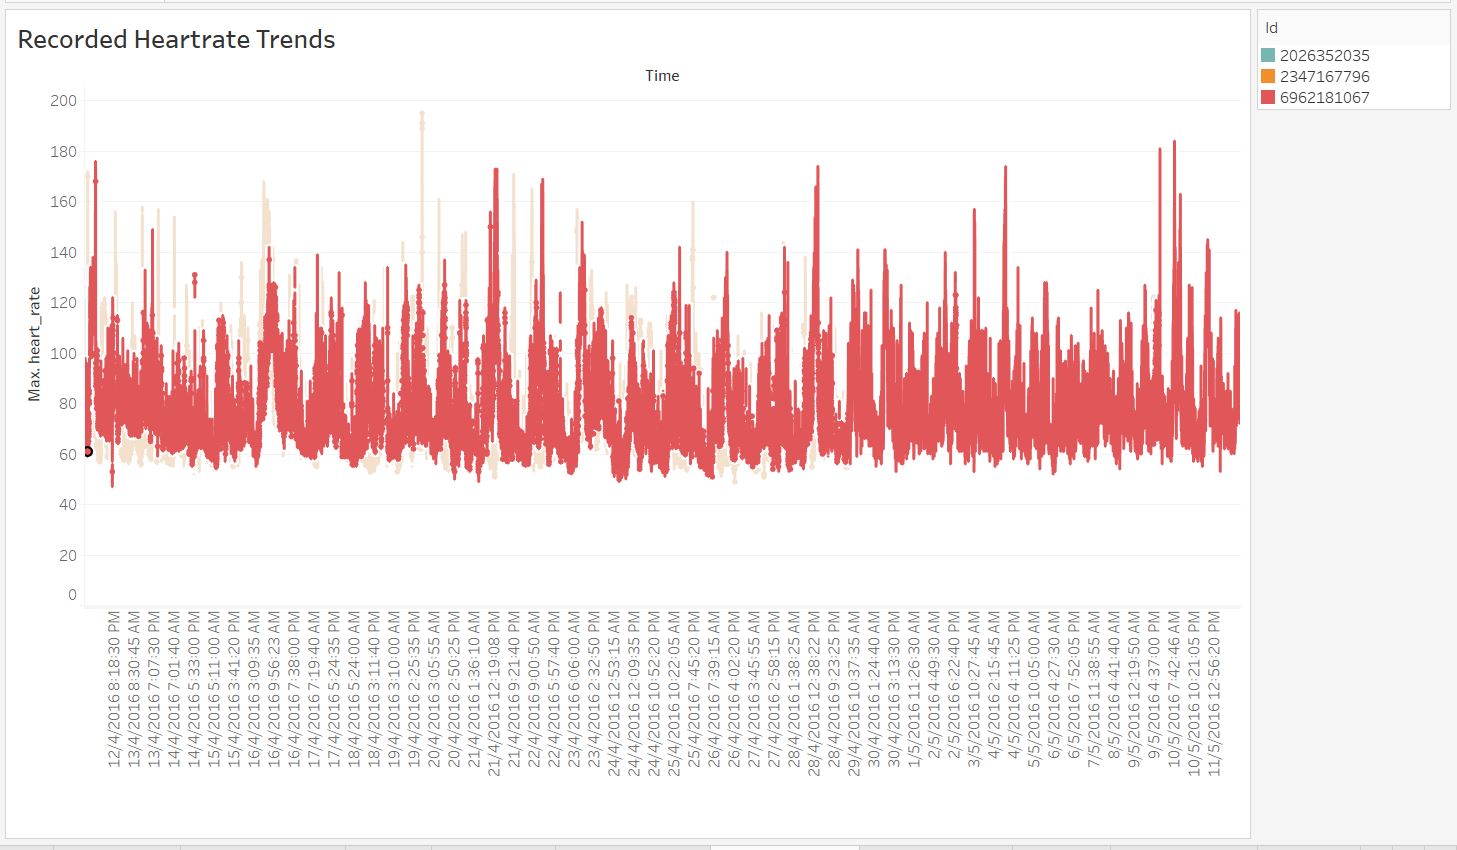 Recorded Heartrate Trends
Time
Max. heart_rate
200
180
160
140
120
100
80
60
40
20
0
12/4/2016 8:18:30 PM
13/4/2016 8:30:45 AM
13/4/2016 7:07:30 PM
14/4/2016 7:01:40 AM
14/4/2016 5:33:00 PM
15/4/2016 5:11:00 AM
15/4/2016 3:41:20 PM
16/4/2016 3:09:35 AM
16/4/2016 9:56:23 AM
16/4/2016 7:38:00 PM
17/4/2016 7:19:40 AM
17/4/2016 5:24:35 PM
18/4/2016 5:24:00 AM
18/4/2016 3:11:40 PM
19/4/2016 3:10:00 AM
19/4/2016 2:25:35 PM
20/4/2016 3:05:55 AM
20/4/2016 2:50:25 PM
21/4/2016 1:36:10 AM
21/4/2016 12:19:08 PM
21/4/2016 9:21:40 PM
22/4/2016 9:00:50 AM
22/4/2016 5:57:40 PM
23/4/2016 6:06:00 AM
23/4/2016 2:32:50 PM
24/4/2016 12:53:15 AM
24/4/2016 12:09:35 PM
24/4/2016 10:52:20 PM
25/4/2016 10:22:05 AM
25/4/2016 7:45:20 PM
26/4/2016 7:39:15 AM
26/4/2016 4:02:20 PM
27/4/2016 3:45:55 AM
27/4/2016 2:58:15 PM
28/4/2016 1:38:25 AM
28/4/2016 12:38:22 PM
28/4/2016 9:23:25 PM
29/4/2016 10:37:35 AM
30/4/2016 1:24:40 AM
30/4/2016 3:13:30 PM
1/5/2016 11:26:30 AM
2/5/2016 4:49:30 AM
2/5/2016 6:22:40 PM
3/5/2016 10:27:45 AM
4/5/2016 2:15:45 AM
4/5/2016 4:11:25 PM
5/5/2016 10:05:00 AM
6/5/2016 4:27:30 AM
6/5/2016 7:52:05 PM
7/5/2016 11:38:55 AM
8/5/2016 4:41:40 AM
9/5/2016 12:19:50 AM
9/5/2016 4:37:00 PM
10/5/2016 7:42:46 AM
10/5/2016 10:21:05 PM
11/5/2016 12:56:20 PM
Id
2026352035
2347167796
6962181067